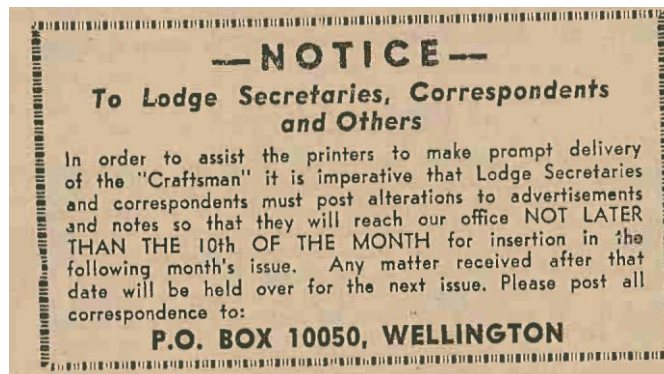 —NOTICE—
To Lodge Secretaries, Correspondents
and Others
In order to assist the printers to make prompt delivery
of the "Craftsman" it is imperative that Lodge Secretaries
and correspondents must post alterations to advertisements
and notes so that they will reach our office NOT LATER
THAN THE 10th OF THE MONTH for insertion in the
following month's issue. Any matter received after that
date will be held over for the next issue. Please post all
correspondence to:
P.O. BOX 10050, WELLINGTON